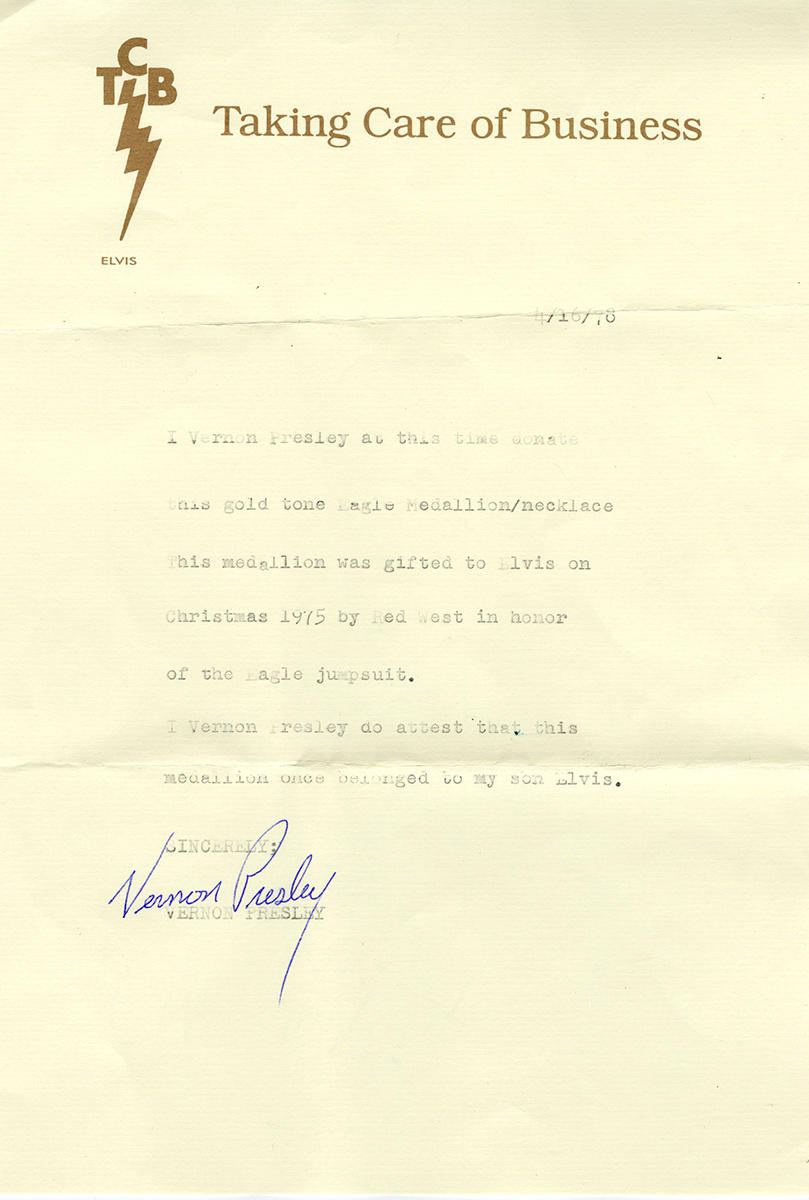 TCB
Taking Care of Business
ELVIS
4/16/78
I Vernon Presley at this time donate
this gold tone Eagle Medallion/necklace
This medallion was gifted to Elvis on
Christmas 1975 by Red West in honor
of the Eagle jumpsuit.
I Vernon Presley do attest that this
medallion once belonged to my son Elvis.
SINCERELY;
Vernon Presley
VERNON PRESLEY